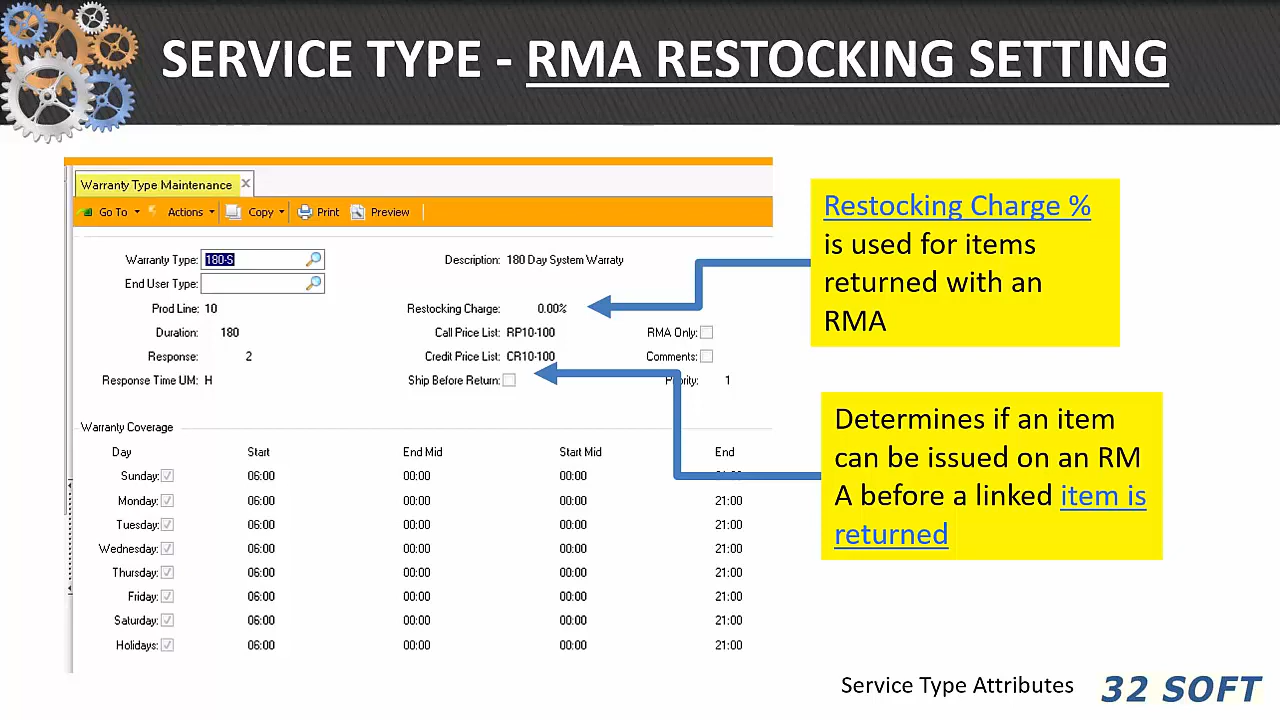 SERVICE TYPE - RMA RESTOCKING SETTING
Warranty Type Maintenance
Go To Actions Copy Print Preview
Warranty Type: 180-S Description: 180 Day System Warraty
End User Type:
Prod Line: 10 Restocking Charge: 0.00%
Duration: 180 Call Price List: RP10-100 RMA Only:
Response: 2 Credit Price List: CR10-100 Comments:
Response Time UM: H Ship Before Return: Priority: 1
Warranty Coverage
Day Start End Mid Start Mid End
Sunday: 06:00 00:00 00:00
Monday: 06:00 00:00 00:00 21:00
Tuesday: 06:00 00:00 00:00 21:00
Wednesday: 06:00 00:00 00:00 21:00
Thursday: 06:00 00:00 00:00 21:00
Friday: 06:00 00:00 00:00 21:00
Saturday: 06:00 00:00 00:00 21:00
Holidays: 06:00 00:00 00:00 21:00
Restocking Charge %
is used for items
returned with an
RMA
Determines if an item
can be issued on an RM
A before a linked item is
returned
Service Type Attributes
32 SOFT